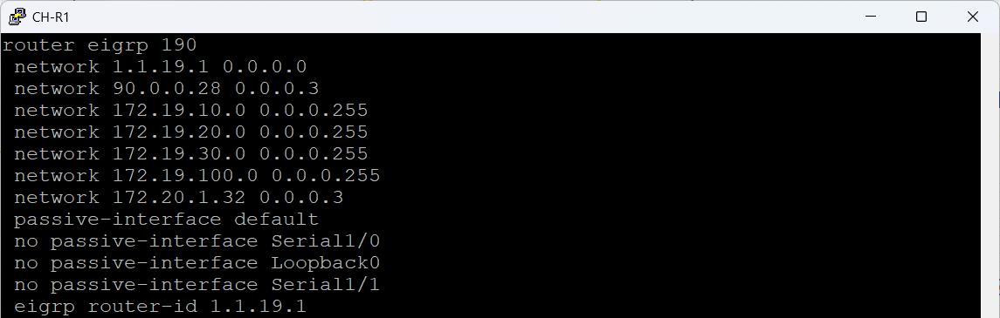 CH-R1
router eigrp 190
network 1.1.19.1 0.0.0.0
network 90.0.0.28 0.0.0.3
network 172.19.10.0 0.0.0.255
network 172.19.20.0 0.0.0.255
network 172.19.30.0 0.0.0.255
network 172.19.100.0 0.0.0.255
network 172.20.1.32 0.0.0.3
passive-interface default
no passive-interface Serial1/0
no passive-interface Loopback0
no passive-interface Serial1/1
eigrp router-id 1.1.19.1